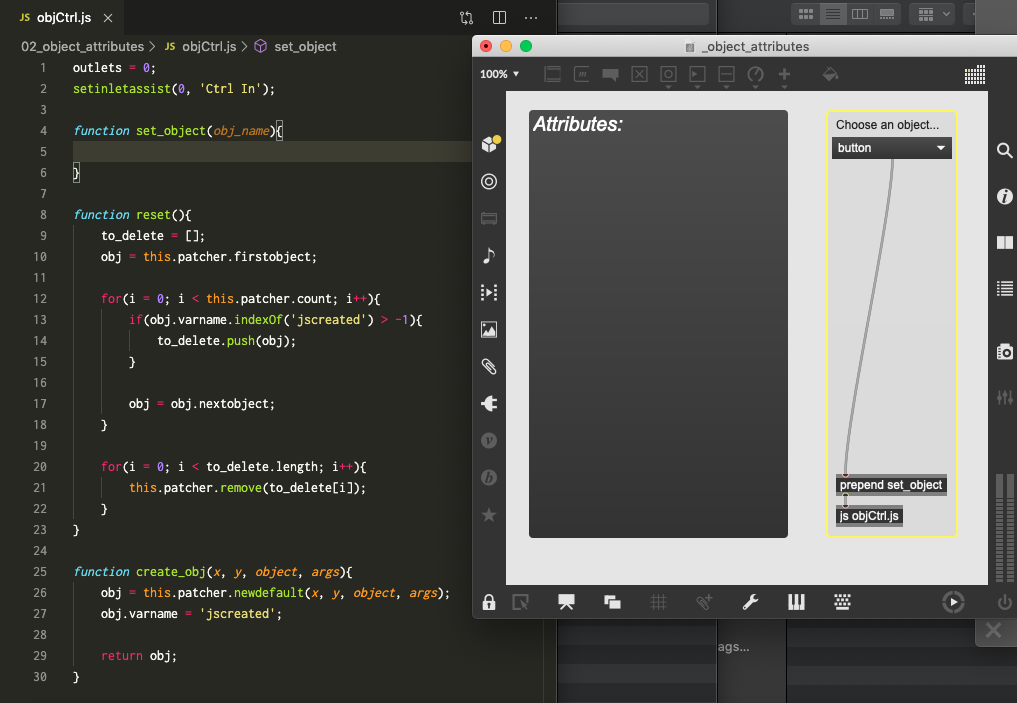 JS objCtrl.js
02_object_attributes > JS objCtrl.js > set_object
1 outlets = 0;
2 setinletassist(0, 'Ctrl In');
3
4 function set_object(obj_name){
5
6 }
7
8 function reset(){
9 to_delete = [];
10 obj = this.patcher.firstobject;
11
12 for(i = 0; i < this.patcher.count; i++){
13 if(obj.varname.indexOf('jscreated') > -1){
14 to_delete.push(obj);
15 }
16
17 obj = obj.nextobject;
18 }
19
20 for(i = 0; i < to_delete.length; i++){
21 this.patcher.remove(to_delete[i]);
22 }
23 }
24
25 function create_obj(x, y, object, args){
26 obj = this.patcher.newdefault(x, y, object, args);
27 obj.varname = 'jscreated';
28
29 return obj;
30 }
_object_attributes
100%
Attributes:
Choose an object...
button
prepend set_object
js objCtrl.js
ags...